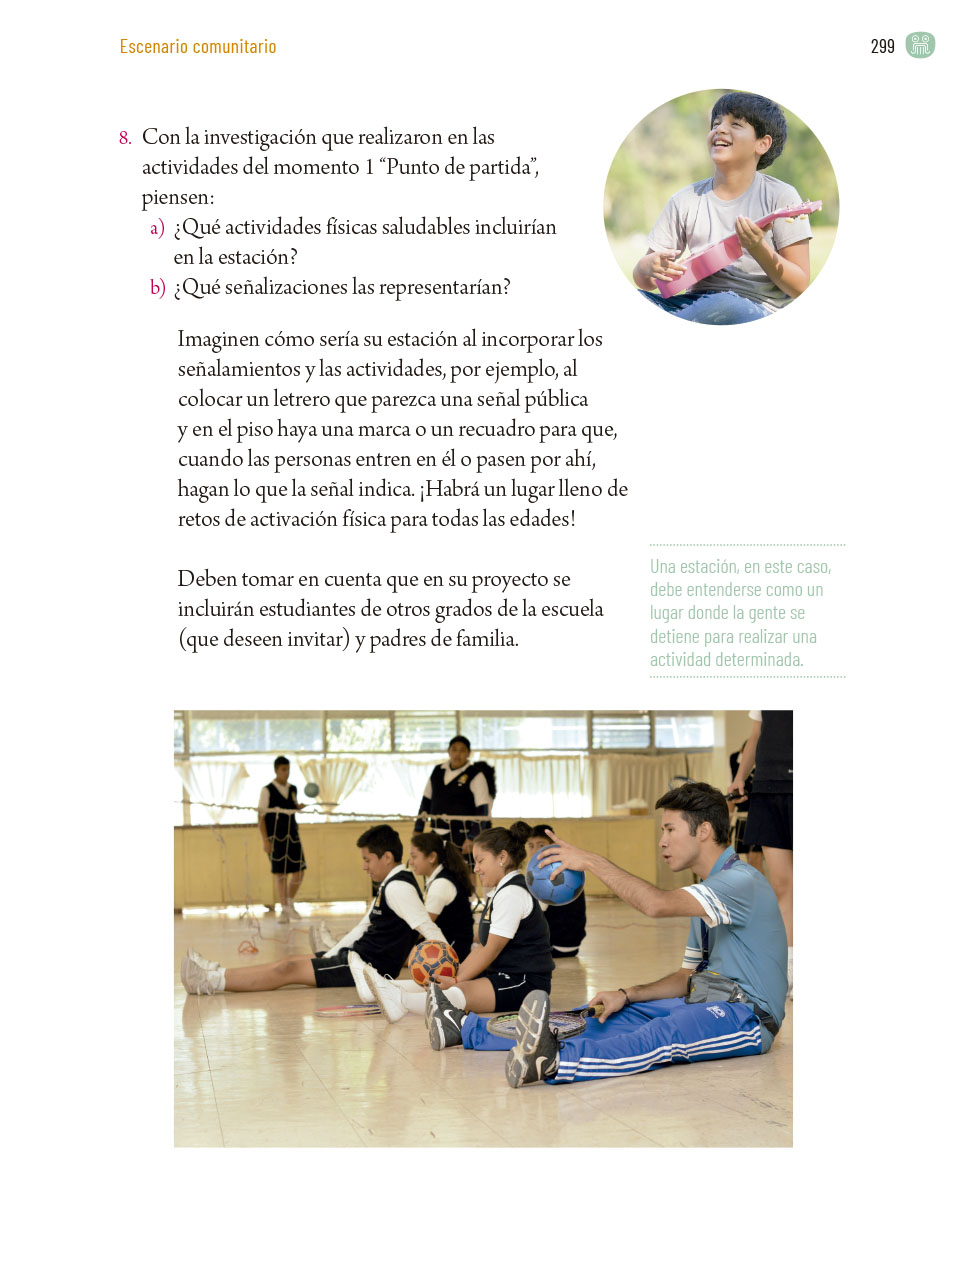 Escenario comunitario
299
8. Con la investigación que realizaron en las
actividades del momento 1 “Punto de partida”,
piensen:
a) ¿Qué actividades físicas saludables incluirían
en la estación?
b) ¿Qué señalizaciones las representarían?
Imaginen cómo sería su estación al incorporar los
señalamientos y las actividades, por ejemplo, al
colocar un letrero que parezca una señal pública
y en el piso haya una marca o un recuadro para que,
cuando las personas entren en él o pasen por ahí,
hagan lo que la señal indica. ¡Habrá un lugar lleno de
retos de activación física para todas las edades!
Deben tomar en cuenta que en su proyecto se
incluirán estudiantes de otros grados de la escuela
(que deseen invitar) y padres de familia.
Una estación, en este caso,
debe entenderse como un
lugar donde la gente se
detiene para realizar una
actividad determinada.